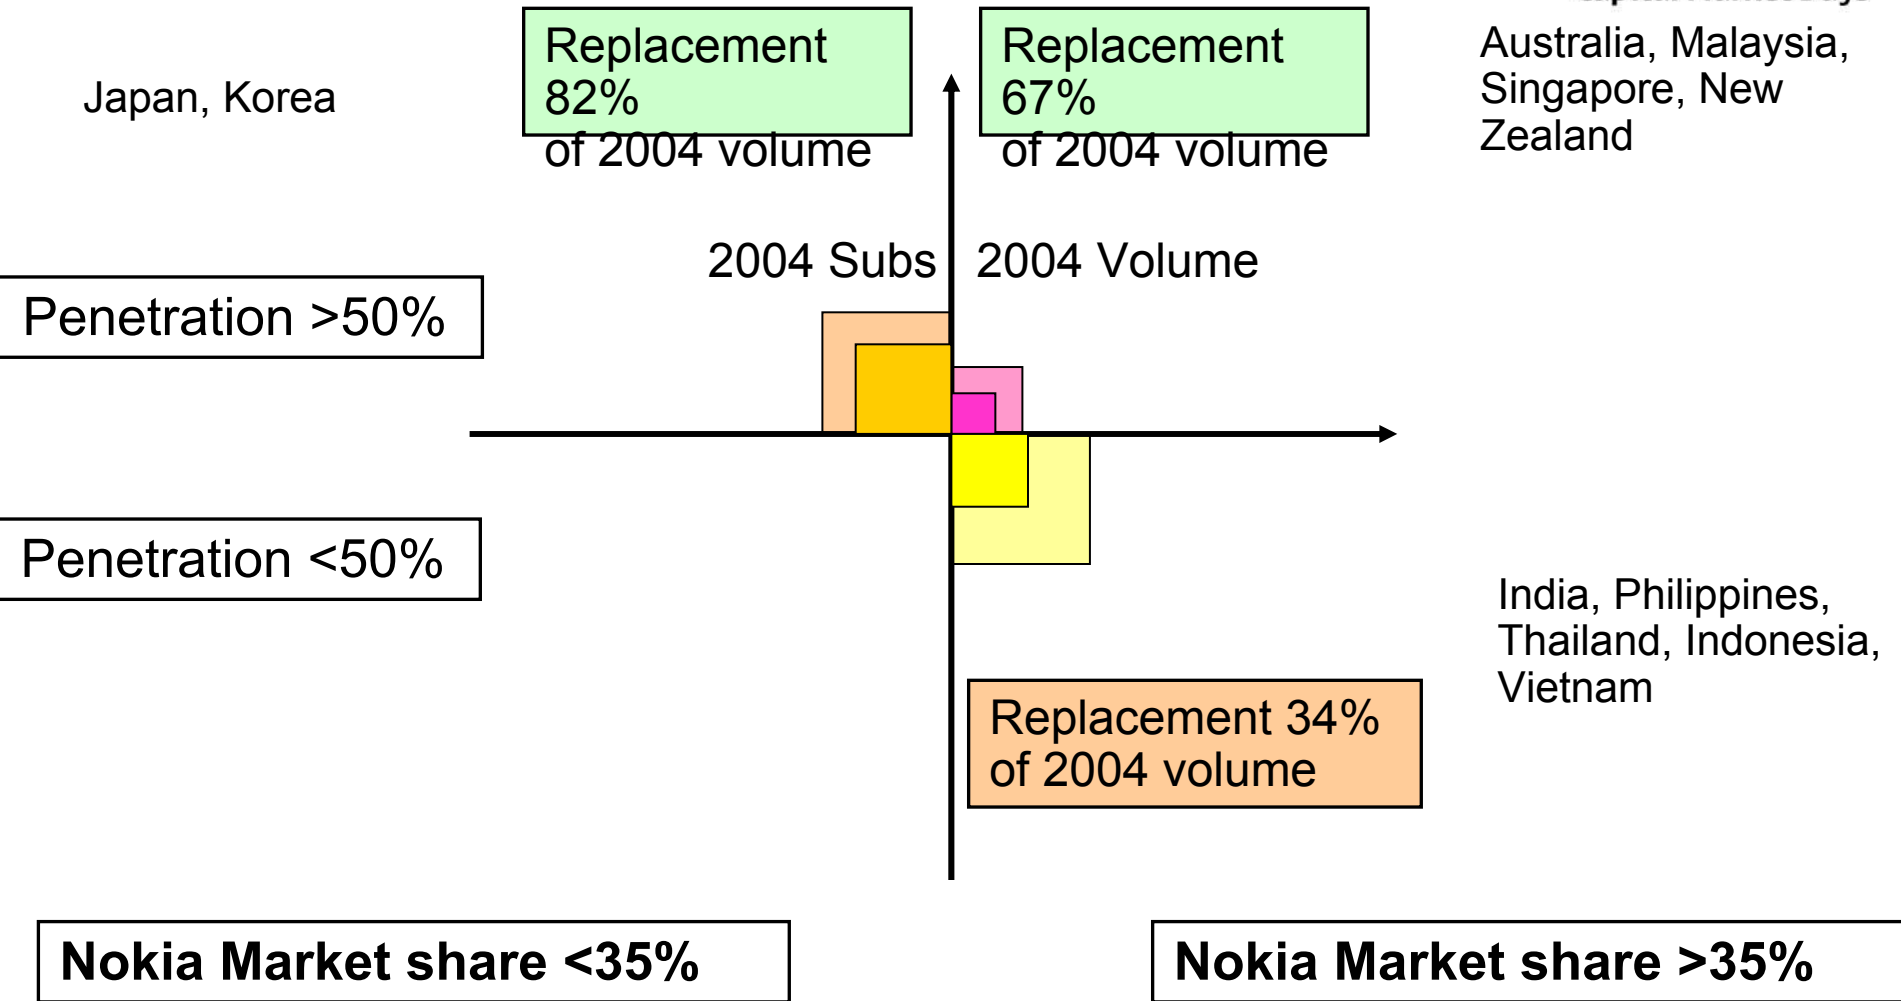 Japan, Korea
Replacement
82%
of 2004 volume
Replacement
67%
of 2004 volume
Australia, Malaysia,
Singapore, New
Zealand
2004 Subs
2004 Volume
Penetration >50%
Penetration <50%
India, Philippines,
Thailand, Indonesia,
Vietnam
Replacement 34%
of 2004 volume
Nokia Market share <35%
Nokia Market share >35%